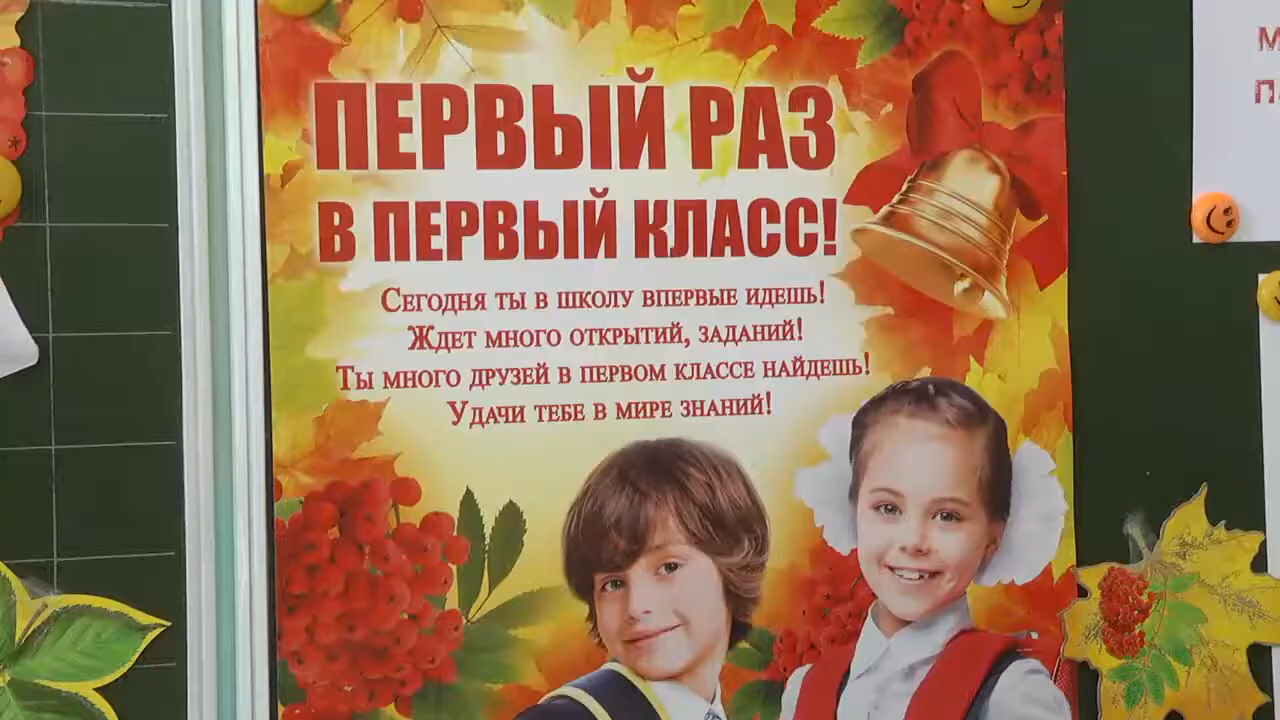 ПЕРВЫЙ РАЗ
В ПЕРВЫЙ КЛАСС!
Сегодня ты в школу впервые идешь!
Ждет много открытий, заданий!
Ты много друзей в первом классе найдешь!
Удачи тебе в мире знаний!